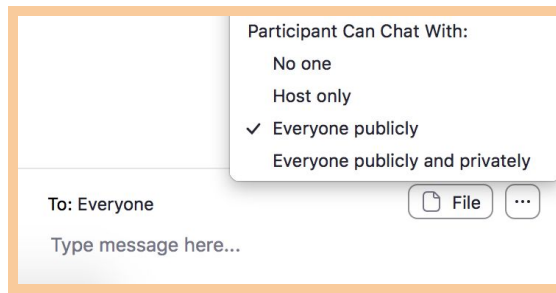 Participant Can Chat With:
No one
Host only
✓ Everyone publicly
Everyone publicly and privately
To: Everyone
File
...
Type message here...